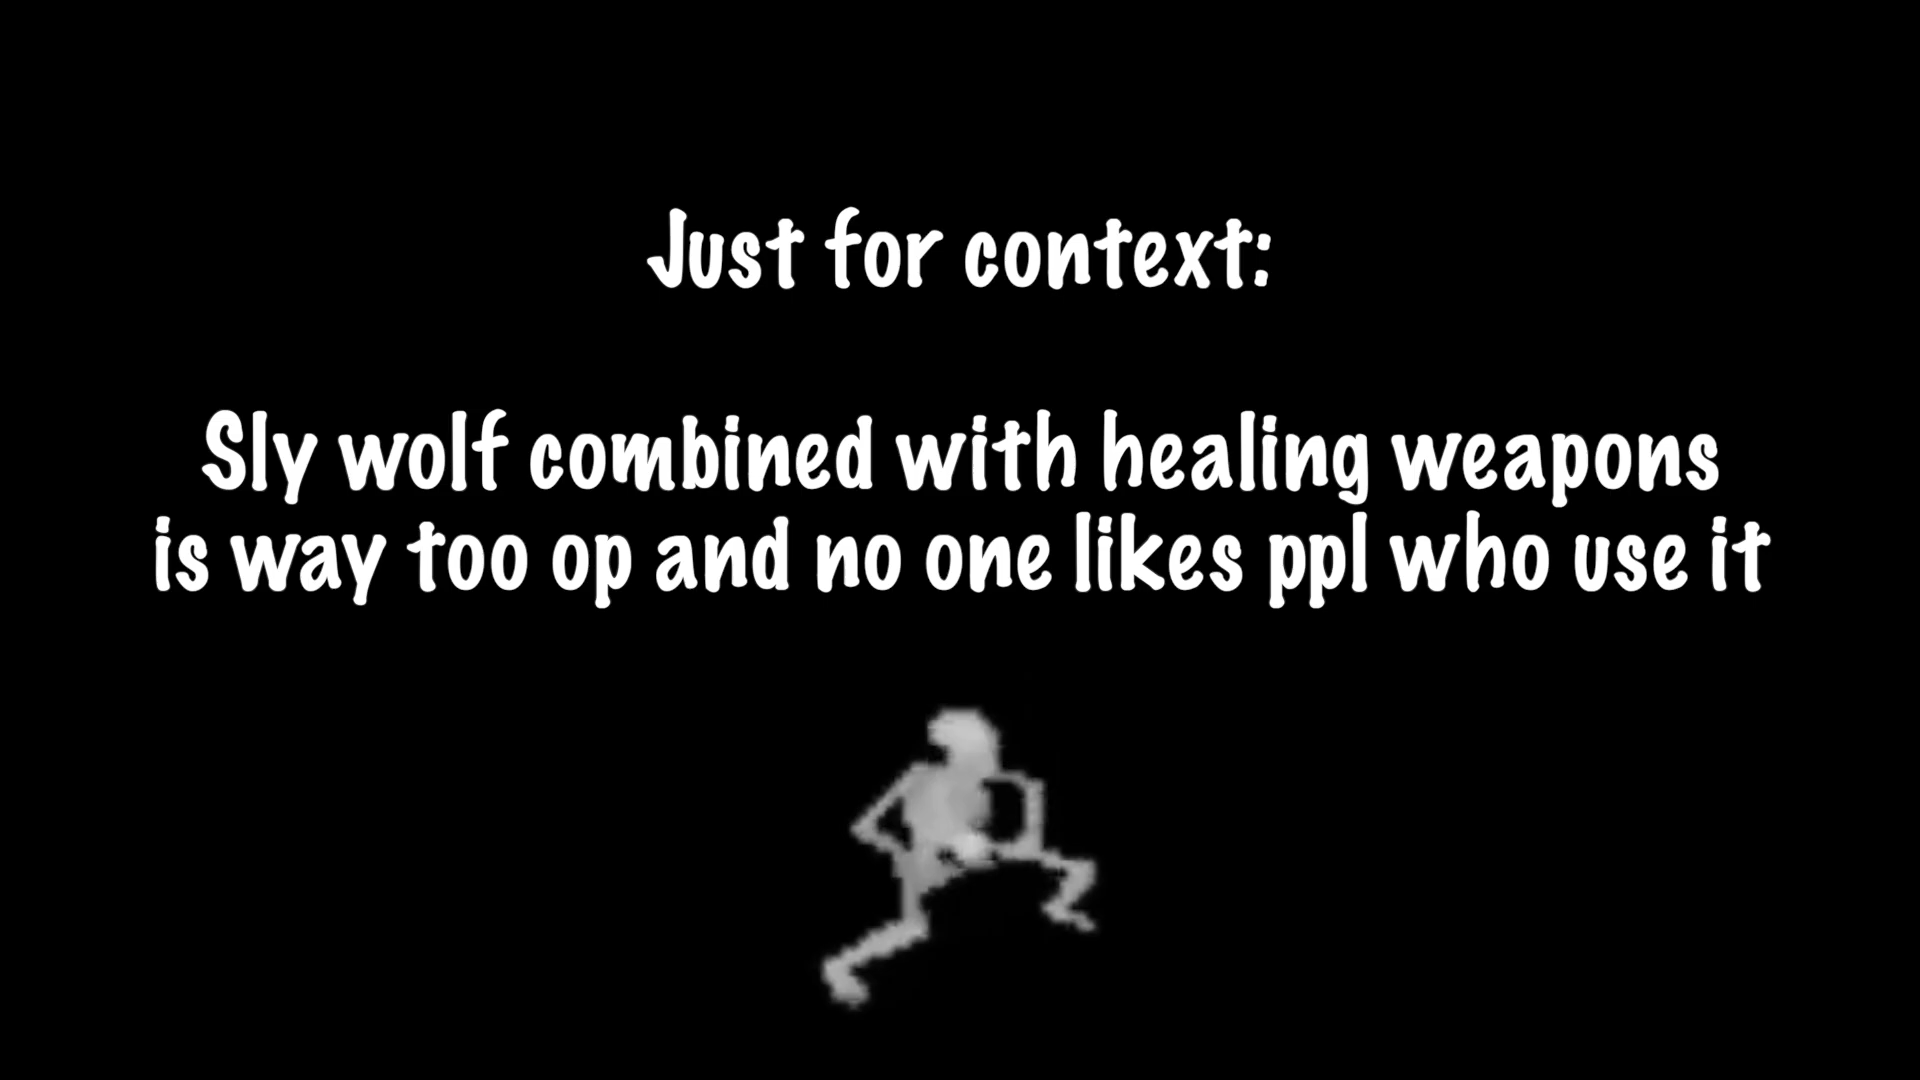 Just for context:
Sly wolf combined with healing weapons
is way too op and no one likes ppl who use it